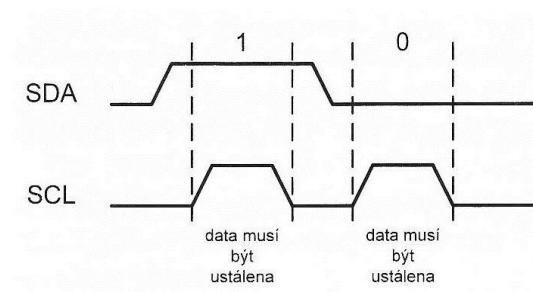 1 0
SDA
SCL
data musí data musí
být být
ustálena ustálena